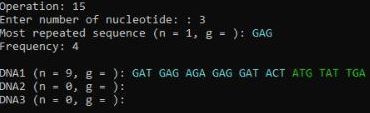 Operation: 15
Enter number of nucleotide: : 3
Most repeated sequence (n = 1, g = ): GAG
Frequency: 4
DNA1 (n = 9, g = ): GAT GAG AGA GAG GAT ACT ATG TAT TGA
DNA2 (n = 0, g = ):
DNA3 (n = 0, g = ):